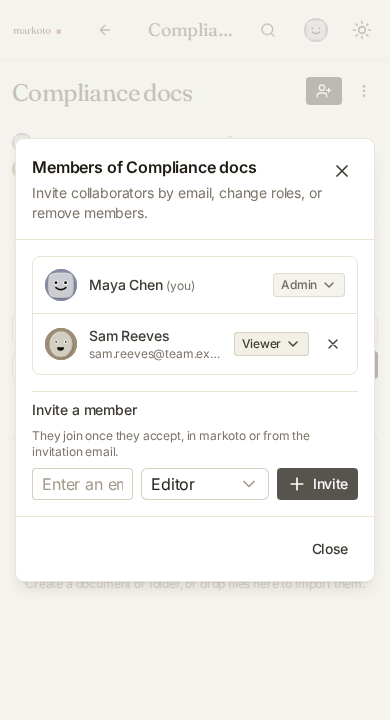 markoto
Complia...
Compliance docs
Members of Compliance docs
Invite collaborators by email, change roles, or
remove members.
Maya Chen (you)
Admin
Sam Reeves
sam.reeves@team.ex...
Viewer
Invite a member
They join once they accept, in markoto or from the
invitation email.
Enter an en
Editor
Invite
Close
Create a document or folder, or drop files here to import them.